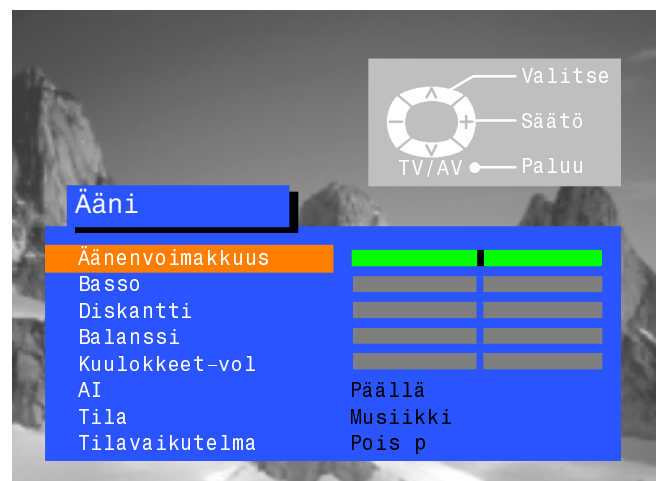 Valitse
Säätö
TV/AV Paluu
Ääni
Äänenvoimakkuus
Basso
Diskantti
Balanssi
Kuulokkeet-vol
AI Päällä
Tila Musiikki
Tilavaikutelma Pois p